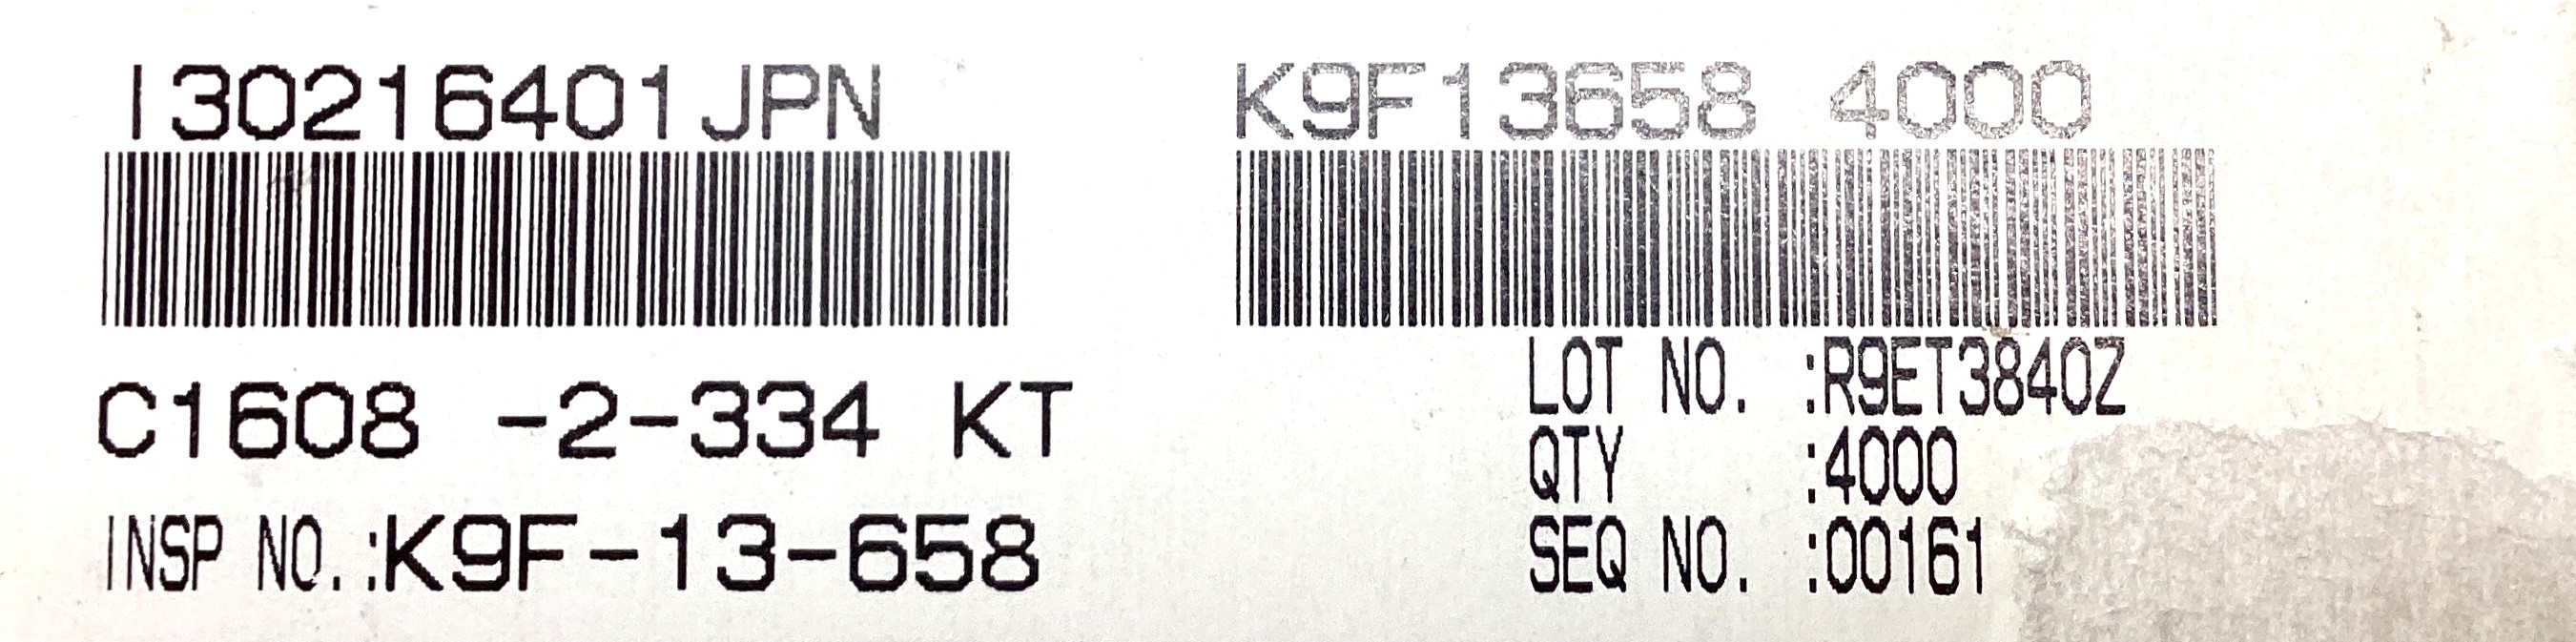 I30216401JPN
C1608 -2-334 KT
INSP NO.:K9F-13-658
K9F13658 4000
LOT NO. :R9ET3840Z
QTY :4000
SEQ NO. :00161